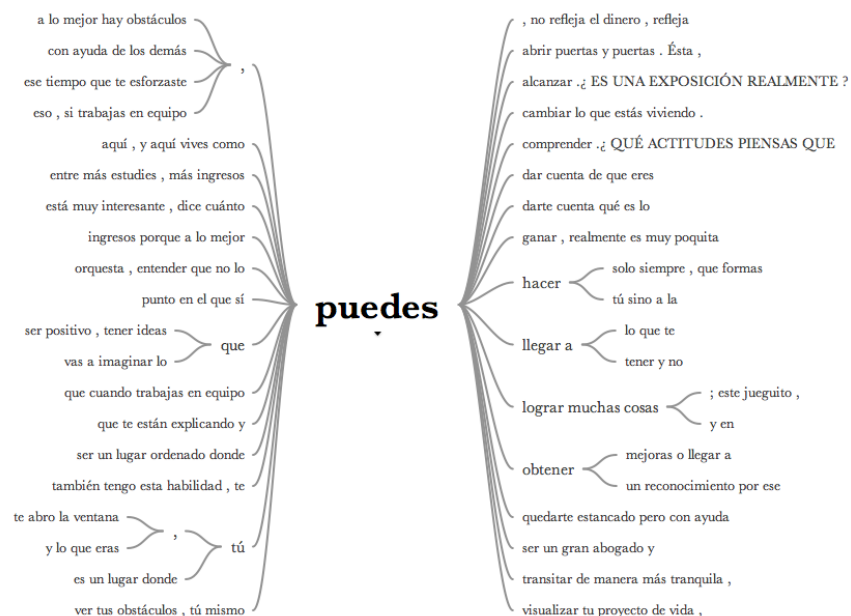 a lo mejor hay obstáculos
con ayuda de los demás
ese tiempo que te esforzaste
eso , si trabajas en equipo
,
aquí , y aquí vives como
entre más estudies , más ingresos
está muy interesante , dice cuánto
ingresos porque a lo mejor
orquesta , entender que no lo
punto en el que sí
ser positivo , tener ideas
vas a imaginar lo
que
que cuando trabajas en equipo
que te están explicando y
ser un lugar ordenado donde
también tengo esta habilidad , te
te abro la ventana
y lo que eras
,
es un lugar donde
tú
ver tus obstáculos , tú mismo
puedes
, no refleja el dinero , refleja
abrir puertas y puertas . Ésta ,
alcanzar .¿ ES UNA EXPOSICIÓN REALMENTE ?
cambiar lo que estás viviendo .
comprender .¿ QUÉ ACTITUDES PIENSAS QUE
dar cuenta de que eres
darte cuenta qué es lo
ganar , realmente es muy poquita
hacer
solo siempre , que formas
tú sino a la
llegar a
lo que te
tener y no
lograr muchas cosas
; este jueguito ,
y en
obtener
mejoras o llegar a
un reconocimiento por ese
quedarte estancado pero con ayuda
ser un gran abogado y
transitar de manera más tranquila ,
visualizar tu proyecto de vida ,